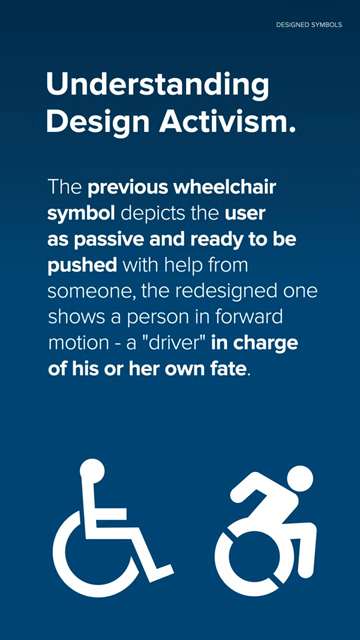 DESIGNED SYMBOLS
Understanding
Design Activism.
The previous wheelchair
symbol depicts the user
as passive and ready to be
pushed with help from
someone, the redesigned one
shows a person in forward
motion - a "driver" in charge
of his or her own fate.